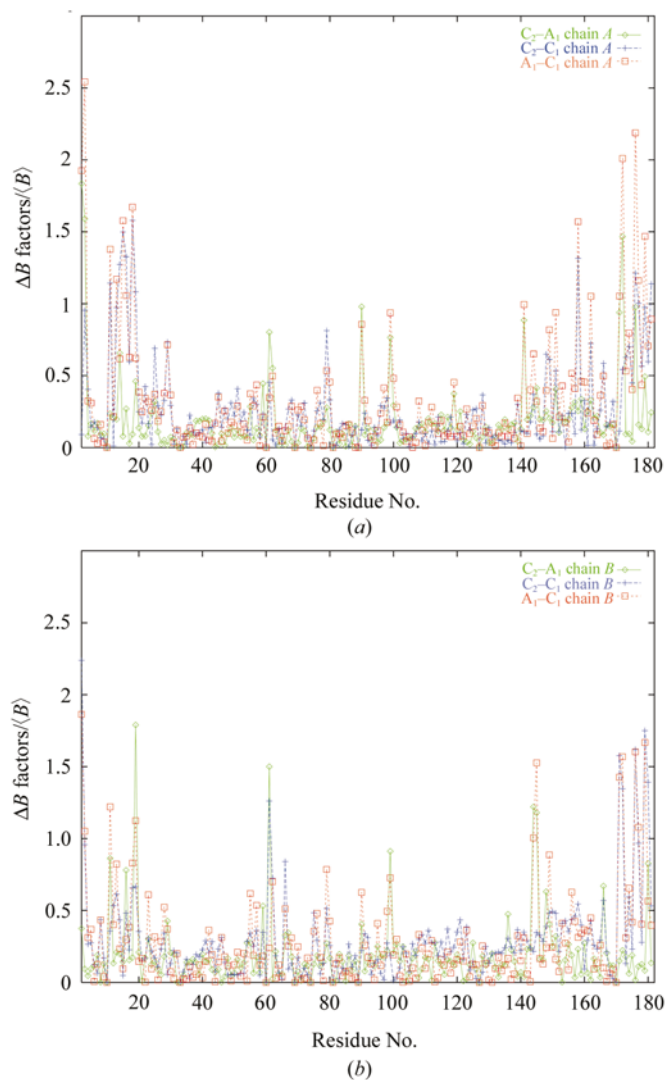 C₂–A₁ chain A
C₂–C₁ chain A
A₁–C₁ chain A
2.5
2
1.5
1
0.5
0
ΔB factors/⟨B⟩
20 40 60 80 100 120 140 160 180
Residue No.
(a)
C₂–A₁ chain B
C₂–C₁ chain B
A₁–C₁ chain B
2.5
2
1.5
1.0
0.5
0
ΔB factors/⟨B⟩
20 40 60 80 100 120 140 160 180
Residue No.
(b)